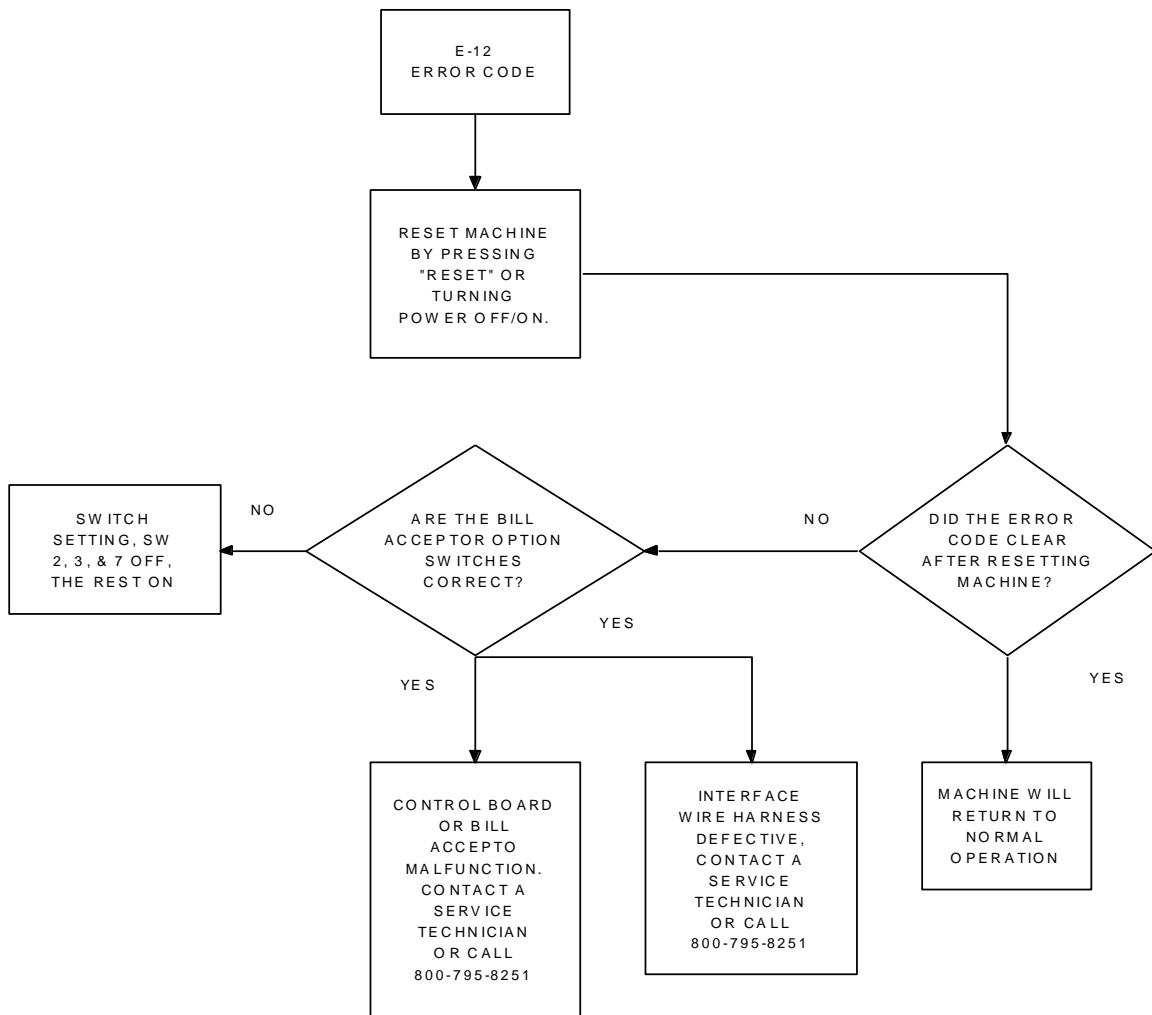 E-12
ERROR CODE
RESET MACHINE
BY PRESSING
"RESET" OR
TURNING
POWER OFF/ON.
SWITCH
SETTING, SW
2, 3, & 7 OFF,
THE REST ON
NO
ARE THE BILL
ACCEPTOR OPTION
SWITCHES
CORRECT?
NO
DID THE ERROR
CODE CLEAR
AFTER RESETTING
MACHINE?
YES
YES
YES
CONTROL BOARD
OR BILL
ACCEPTO
MALFUNCTION.
CONTACT A
SERVICE
TECHNICIAN
OR CALL
800-795-8251
INTERFACE
WIRE HARNESS
DEFECTIVE,
CONTACT A
SERVICE
TECHNICIAN
OR CALL
800-795-8251
MACHINE WILL
RETURN TO
NORMAL
OPERATION